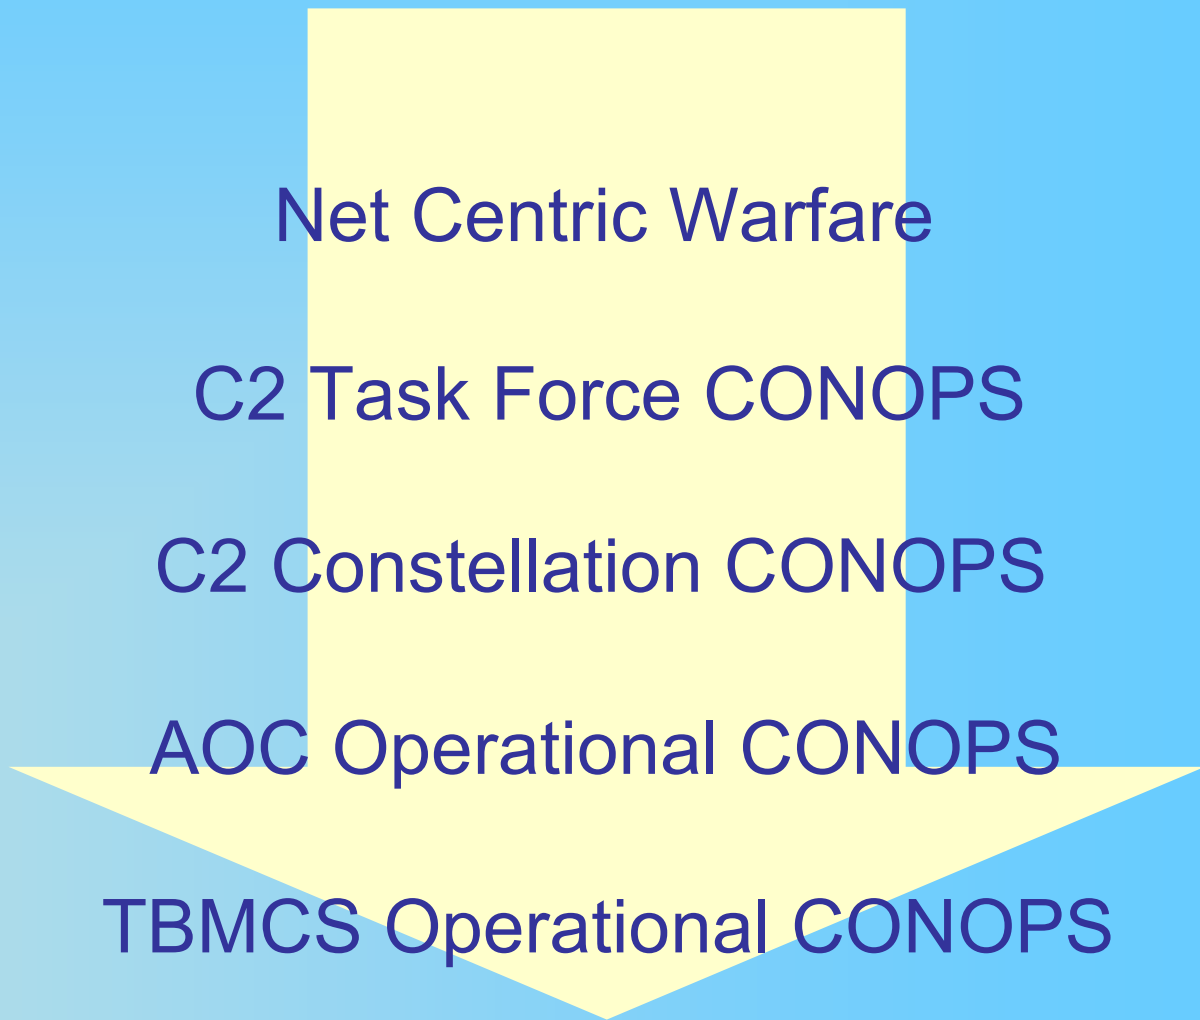 Net Centric Warfare
C2 Task Force CONOPS
C2 Constellation CONOPS
AOC Operational CONOPS
TBMCS Operational CONOPS